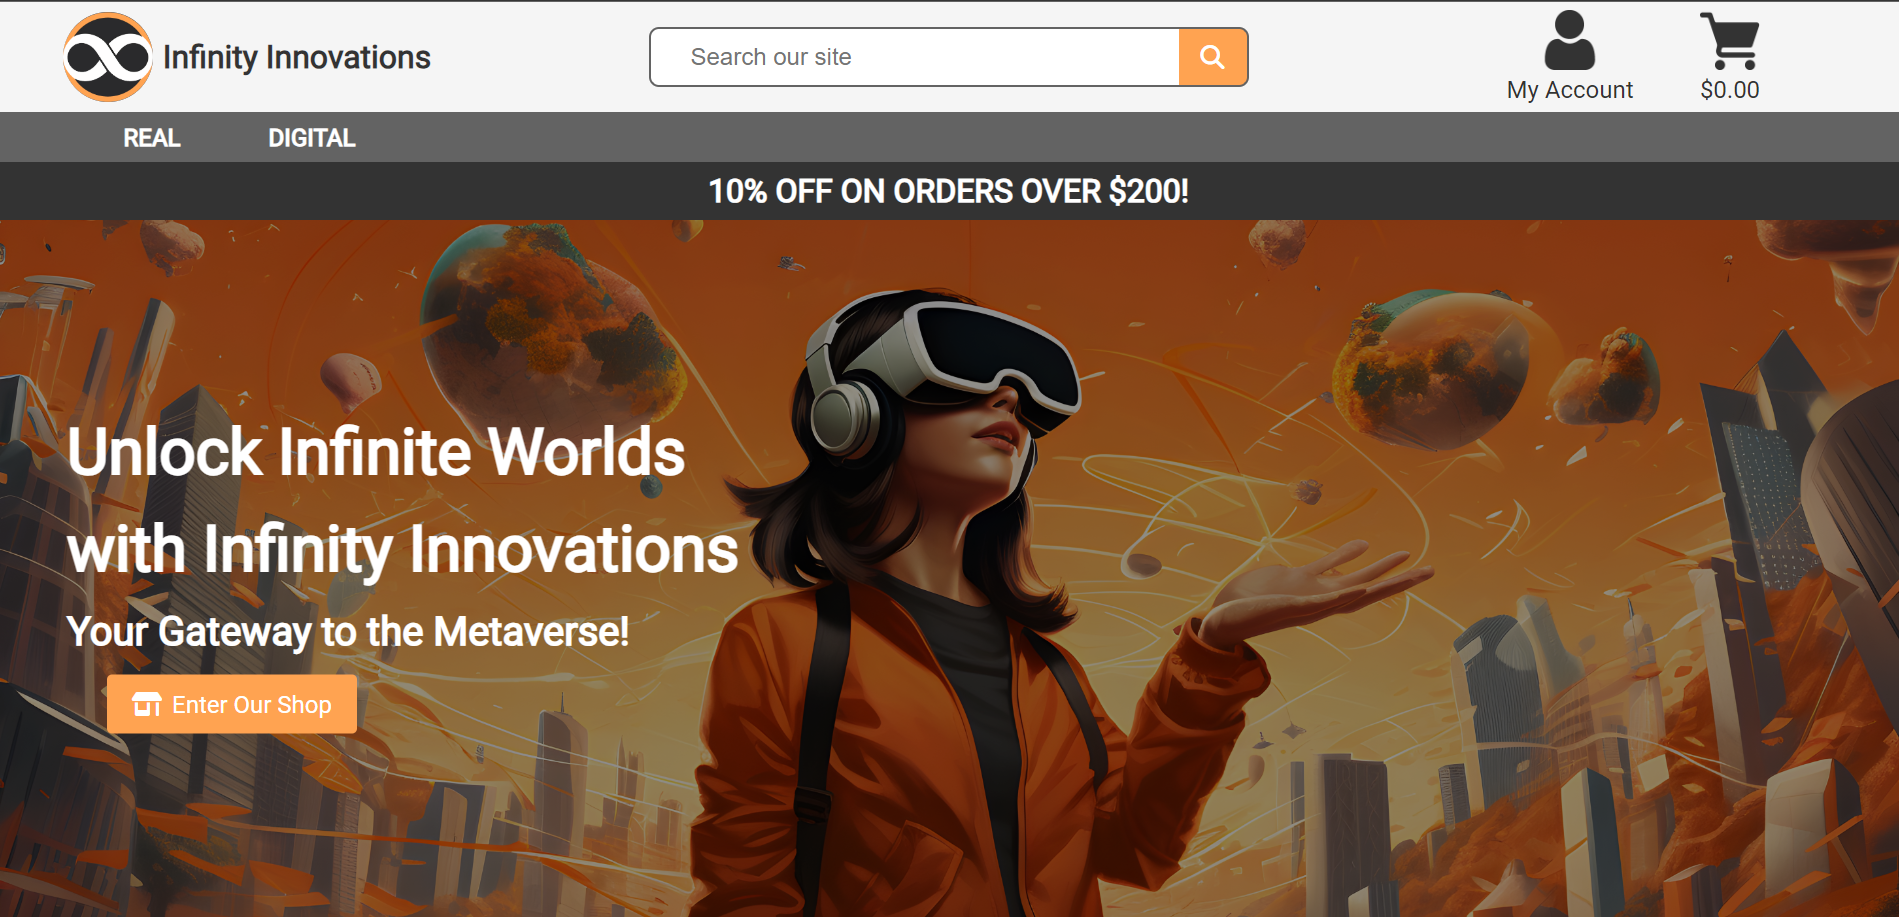 Infinity Innovations
Search our site
My Account
$0.00
REAL
DIGITAL
10% OFF ON ORDERS OVER $200!
Unlock Infinite Worlds
with Infinity Innovations
Your Gateway to the Metaverse!
Enter Our Shop